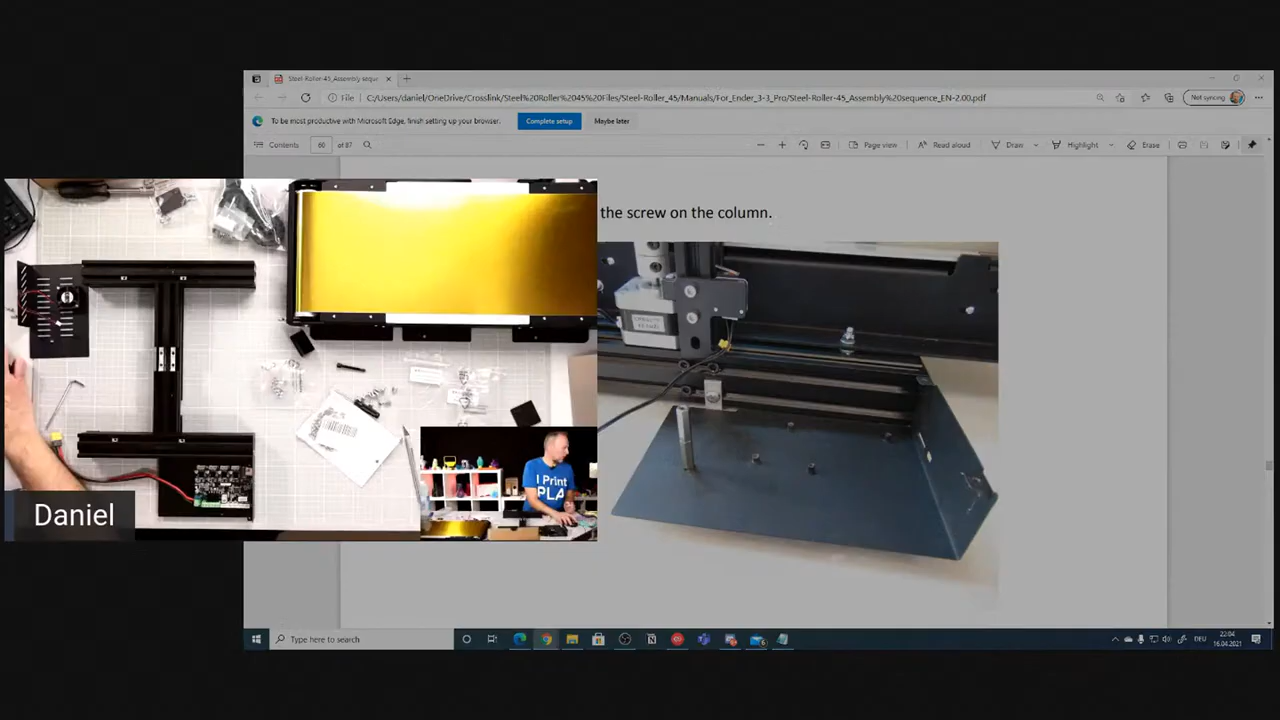 Steel-Roller-45_Assembly seque
File
C:/Users/daniel/OneDrive/Crosslink/Steel%20Roller%2045%20Files/Steel-Roller_45/Manuals/For_Ender_3-3_Pro/Steel-Roller-45_Assembly%20sequence_EN-2.00.pdf
Not syncing
To be most productive with Microsoft Edge, finish setting up your browser.
Complete setup
Maybe later
Contents
60 of 87
Page view
Read aloud
Draw
Highlight
Erase
the screw on the column.
I Print
PLA
Daniel
Type here to search
DEU
22:04
16.04.2021